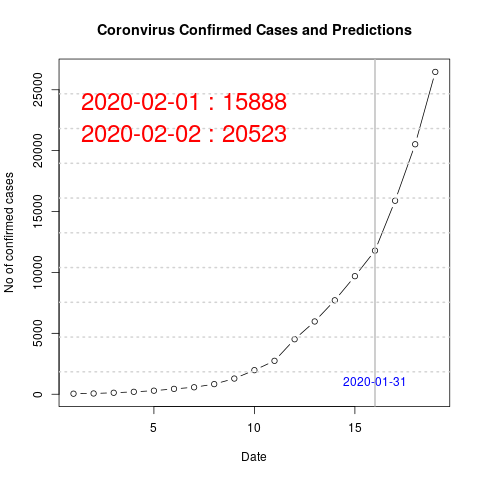 Coronvirus Confirmed Cases and Predictions
2020-02-01 : 15888
2020-02-02 : 20523
No of confirmed cases
25000
20000
15000
10000
5000
0
2020-01-31
5
10
15
Date